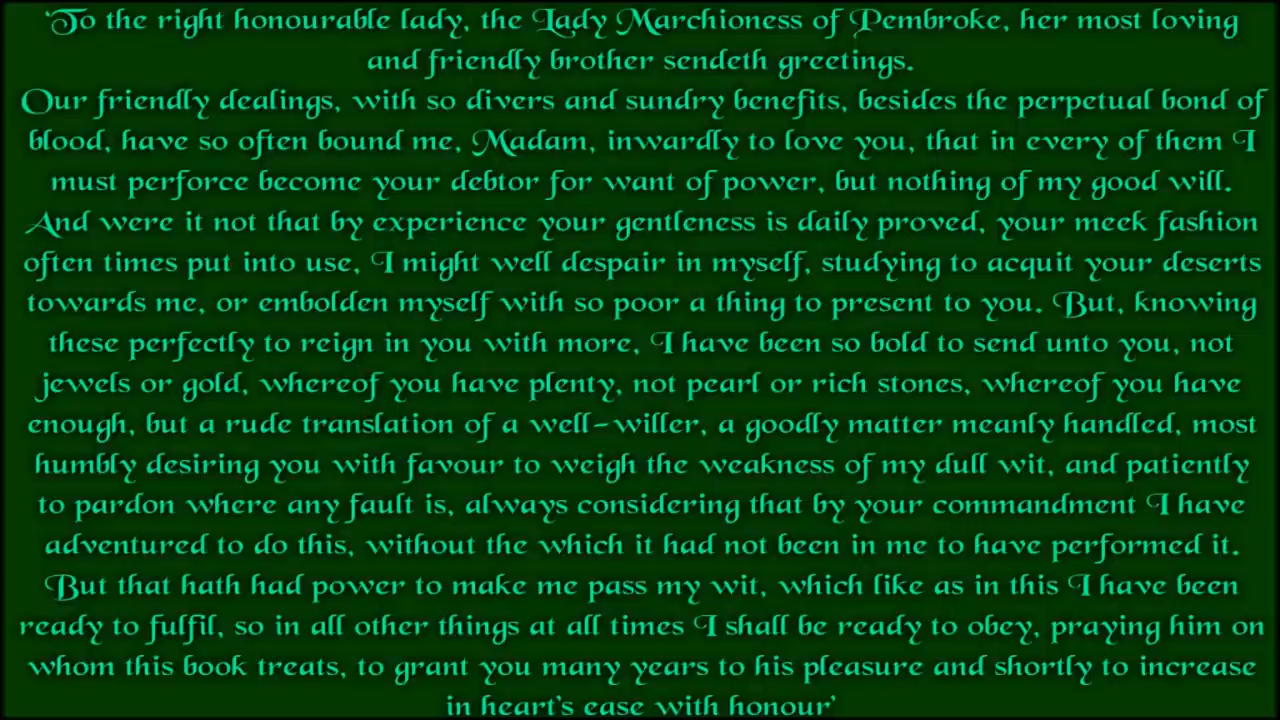 'To the right honourable lady, the Lady Marchioness of Pembroke, her most loving
and friendly brother sendeth greetings.
Our friendly dealings, with so divers and sundry benefits, besides the perpetual bond of
blood, have so often bound me, Madam, inwardly to love you, that in every of them I
must perforce become your debtor for want of power, but nothing of my good will.
And were it not that by experience your gentleness is daily proved, your meek fashion
often times put into use, I might well despair in myself, studying to acquit your deserts
towards me, or embolden myself with so poor a thing to present to you. But, knowing
these perfectly to reign in you with more, I have been so bold to send unto you, not
jewels or gold, whereof you have plenty, not pearl or rich stones, whereof you have
enough, but a rude translation of a well-willer, a goodly matter meanly handled, most
humbly desiring you with favour to weigh the weakness of my dull wit, and patiently
to pardon where any fault is, always considering that by your commandment I have
adventured to do this, without the which it had not been in me to have performed it.
But that hath had power to make me pass my wit, which like as in this I have been
ready to fulfil, so in all other things at all times I shall be ready to obey, praying him on
whom this book treats, to grant you many years to his pleasure and shortly to increase
in heart's ease with honour'